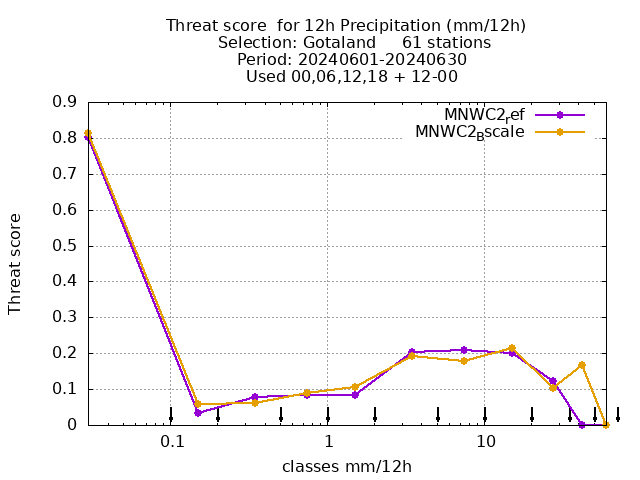 Threat score  for 12h Precipitation (mm/12h)
Selection: Gotaland     61 stations
Period: 20240601-20240630
Used 00,06,12,18 + 12-00
MNWC2ref
MNWC2Bscale
0.9
0.8
0.7
0.6
0.5
0.4
0.3
0.2
0.1
0
Threat score
0.1 1 10
classes mm/12h